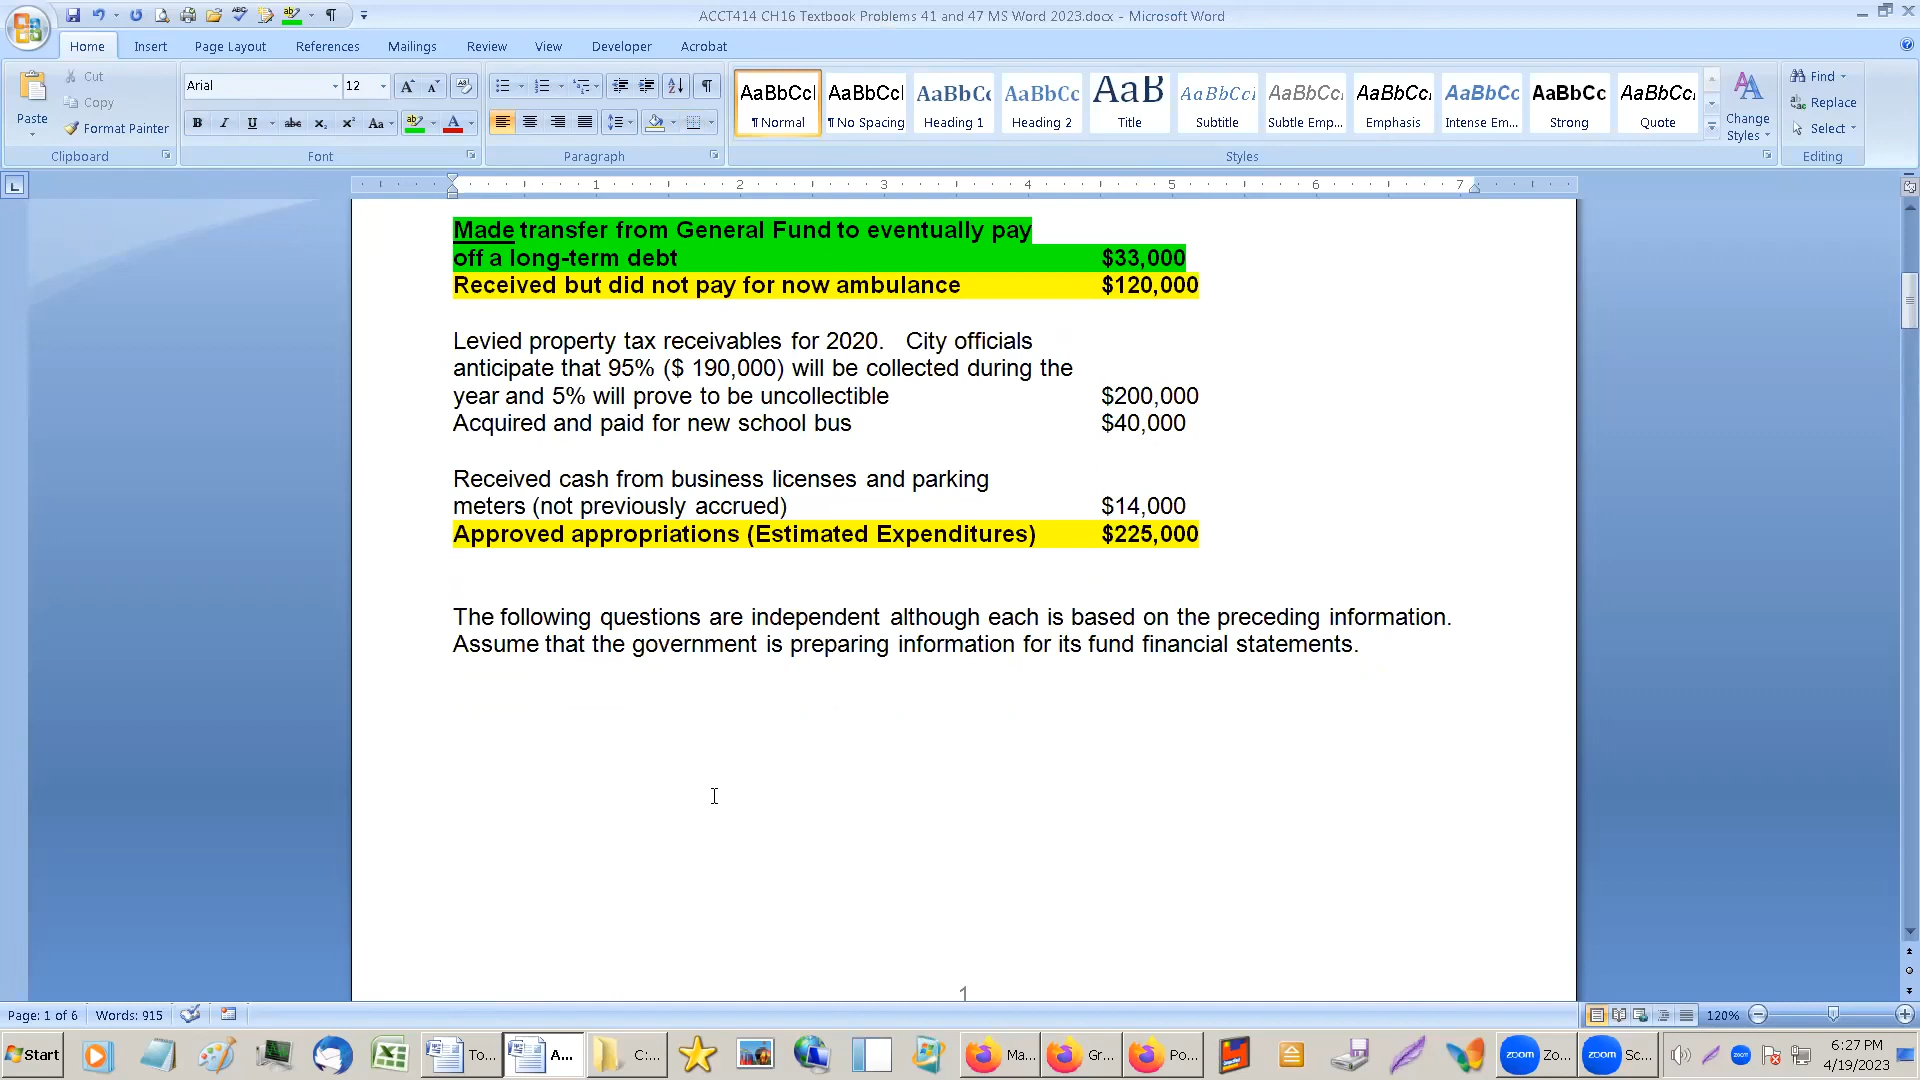 ACCT414 CH16 Textbook Problems 41 and 47 MS Word 2023.docx - Microsoft Word
Home Insert Page Layout References Mailings Review View Developer Acrobat
Paste
Cut
Copy
Format Painter
Clipboard
Arial 12
Font
Paragraph
AaBbCcI AaBbCcI AaBbCc AaBbCc AaB AaBbCcI AaBbCcI AaBbCcI AaBbCc AaBbCc AaBbCcI
¶ Normal ¶ No Spacing Heading 1 Heading 2 Title Subtitle Subtle Emp... Emphasis Intense Em... Strong Quote
Change Styles
Styles
Find
Replace
Select
Editing
1 2 3 4 5 6 7
Made transfer from General Fund to eventually pay
off a long-term debt $33,000
Received but did not pay for now ambulance $120,000
Levied property tax receivables for 2020. City officials
anticipate that 95% ($ 190,000) will be collected during the
year and 5% will prove to be uncollectible $200,000
Acquired and paid for new school bus $40,000
Received cash from business licenses and parking
meters (not previously accrued) $14,000
Approved appropriations (Estimated Expenditures) $225,000
The following questions are independent although each is based on the preceding information.
Assume that the government is preparing information for its fund financial statements.
1
Page: 1 of 6 Words: 915 120%
Start To... A... C:... Ma... Gr... Po... zoom Zo... zoom Sc... 6:27 PM
4/19/2023